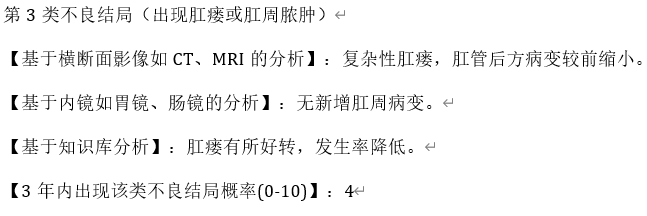 第 3 类不良结局（出现肛瘘或肛周脓肿）
【基于横断面影像如 CT、MRI 的分析】：复杂性肛瘘，肛管后方病变较前缩小。
【基于内镜如胃镜、肠镜的分析】：无新增肛周病变。
【基于知识库分析】：肛瘘有所好转，发生率降低。
【3 年内出现该类不良结局概率(0-10)】：4